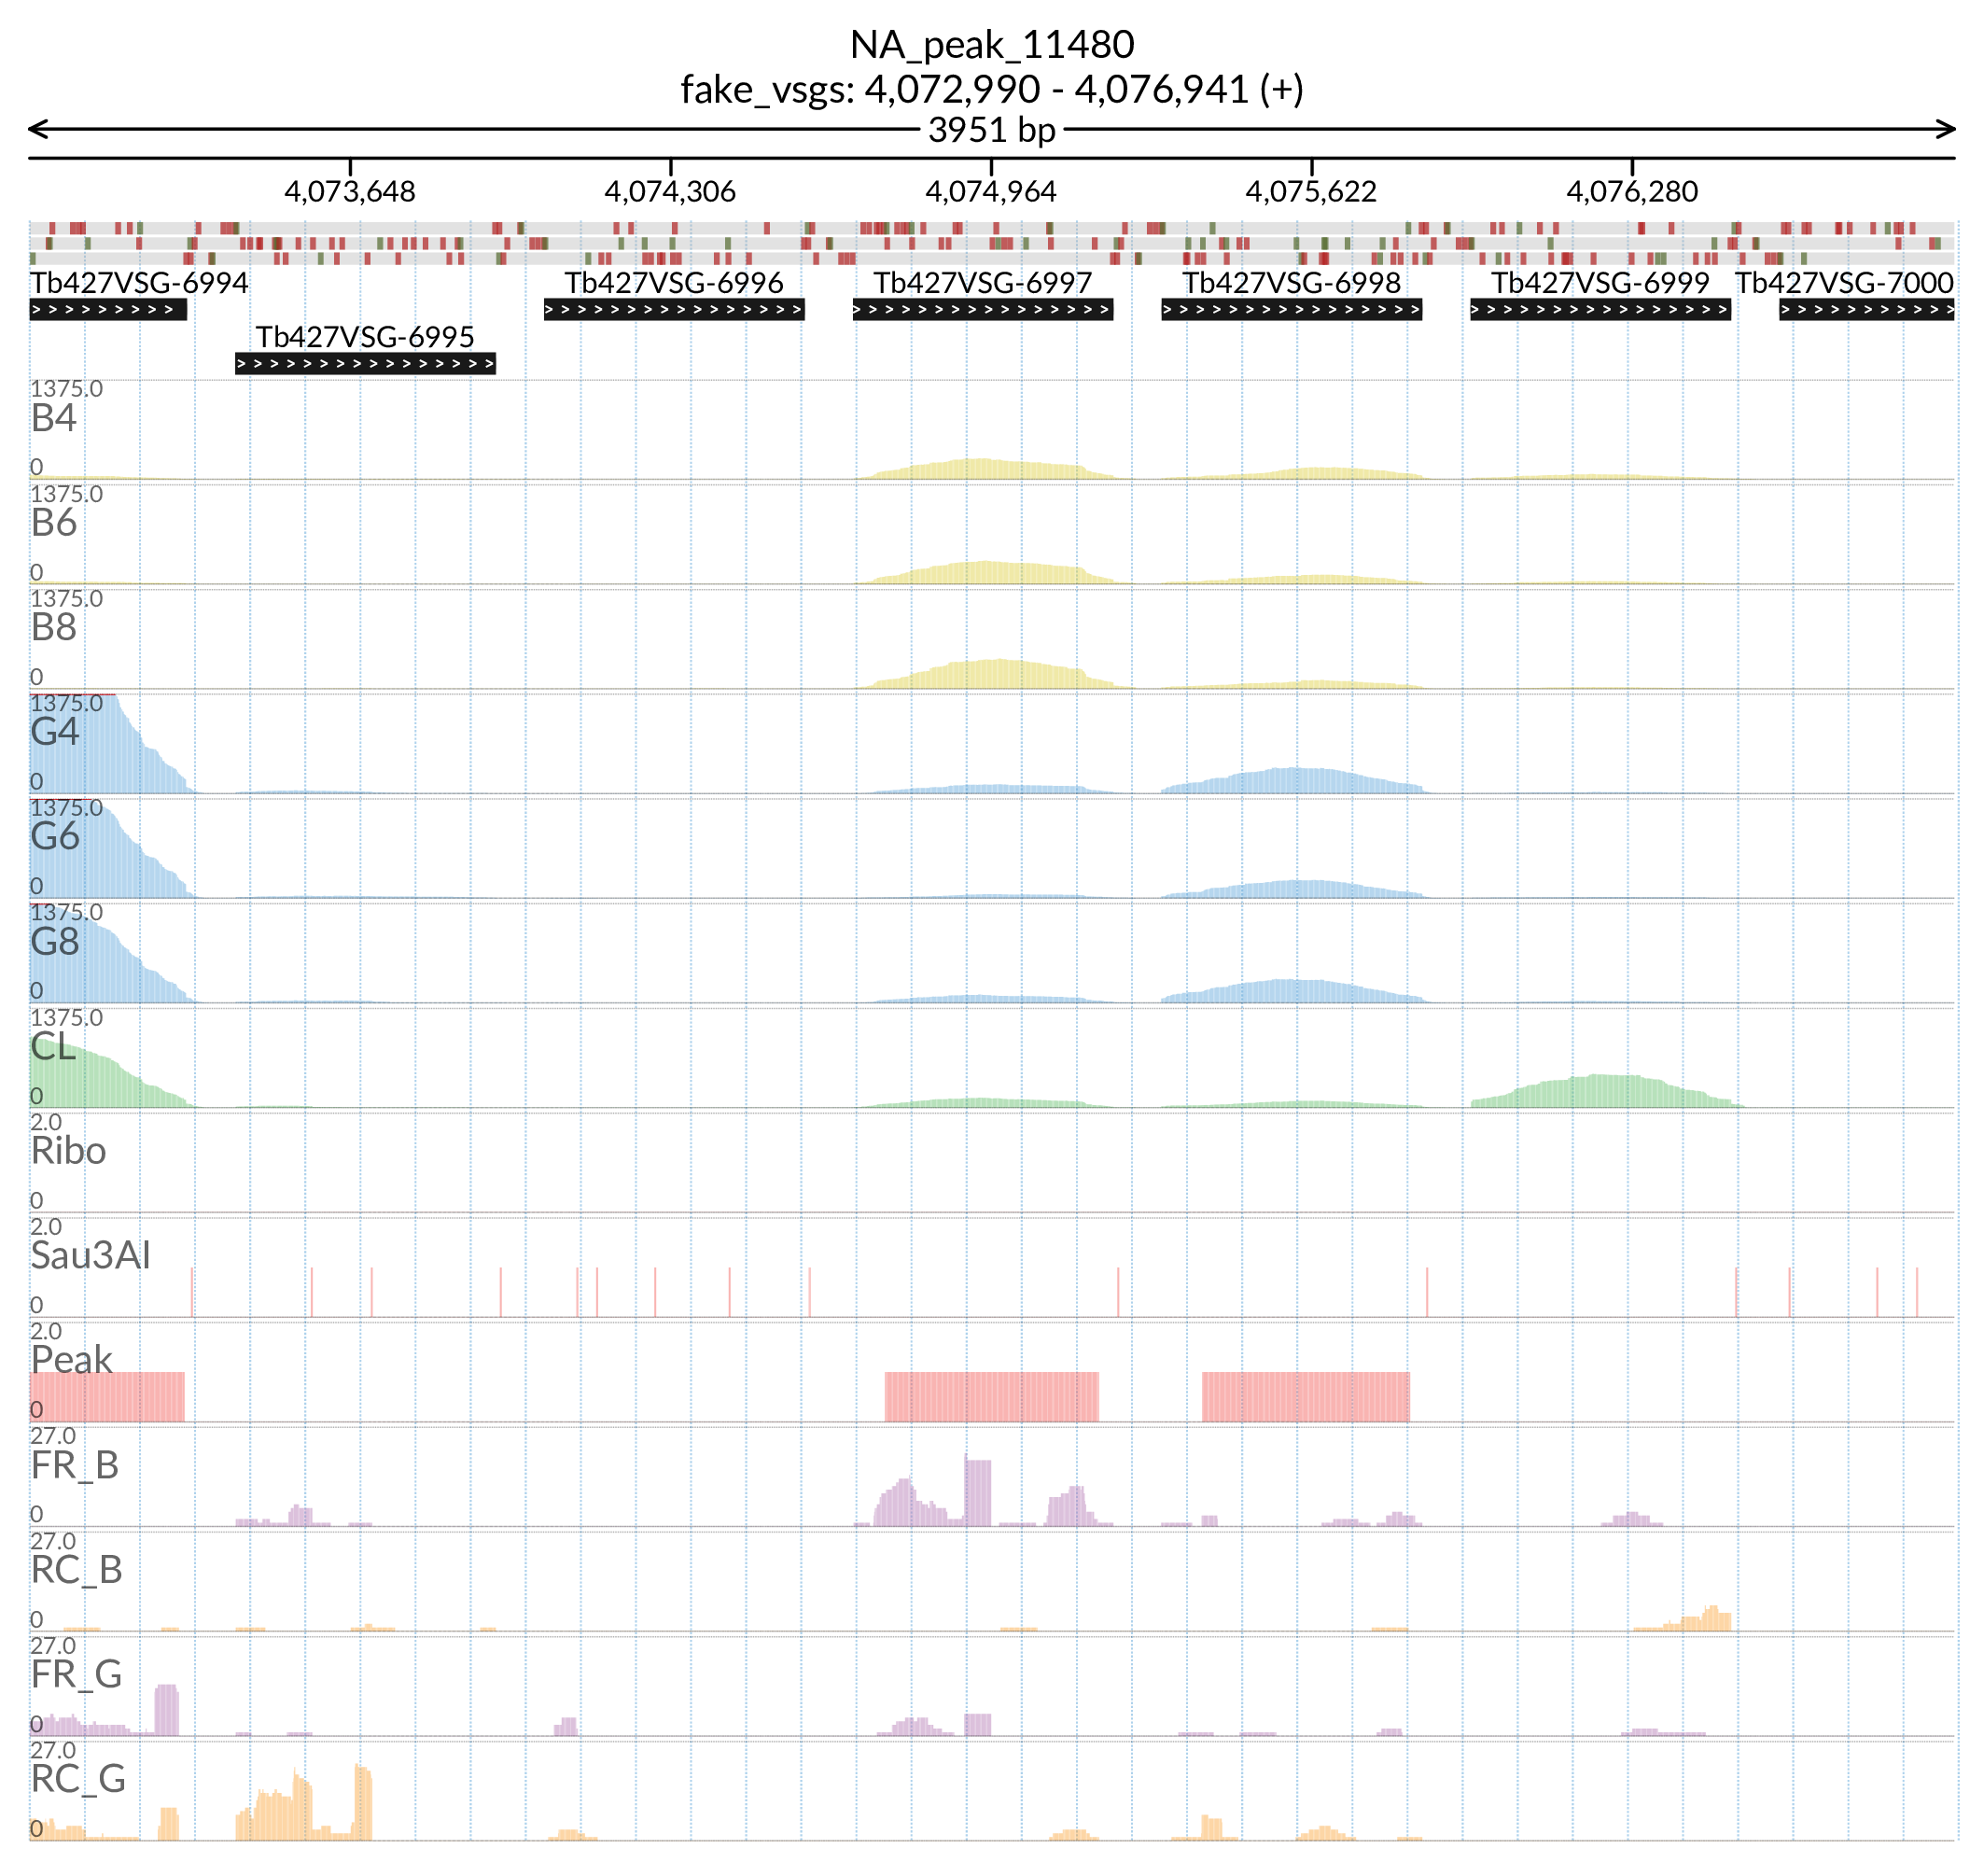 NA_peak_11480
fake_vsgs: 4,072,990 - 4,076,941 (+)
3951 bp
4,073,648 4,074,306 4,074,964 4,075,622 4,076,280
Tb427VSG-6994 Tb427VSG-6996 Tb427VSG-6997 Tb427VSG-6998 Tb427VSG-6999 Tb427VSG-7000
Tb427VSG-6995
1375.0
B4
0
1375.0
B6
0
1375.0
B8
0
1375.0
G4
0
1375.0
G6
0
1375.0
G8
0
1375.0
CL
0
2.0
Ribo
0
2.0
Sau3AI
0
2.0
Peak
0
27.0
FR_B
0
27.0
RC_B
0
27.0
FR_G
0
27.0
RC_G
0